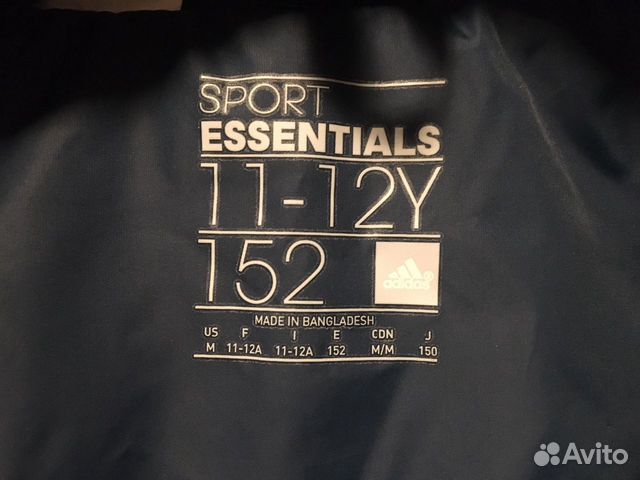 SPORT
ESSENTIALS
11-12Y
152
adidas
MADE IN BANGLADESH
US F I E CDN J
M 11-12A 11-12A 152 M/M 150
Avito